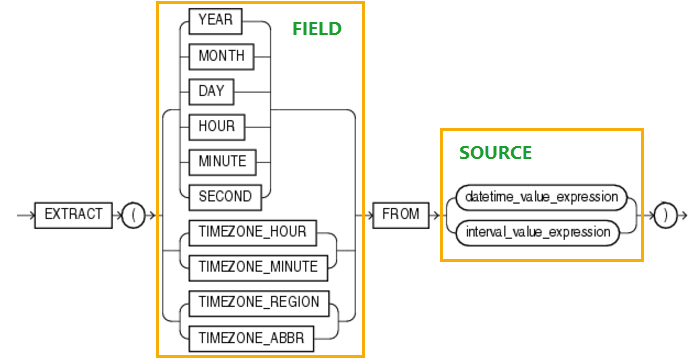 YEAR
FIELD
MONTH
DAY
HOUR
MINUTE
SECOND
SOURCE
datetime_value_expression
EXTRACT ( FROM )
interval_value_expression
TIMEZONE_HOUR
TIMEZONE_MINUTE
TIMEZONE_REGION
TIMEZONE_ABBR